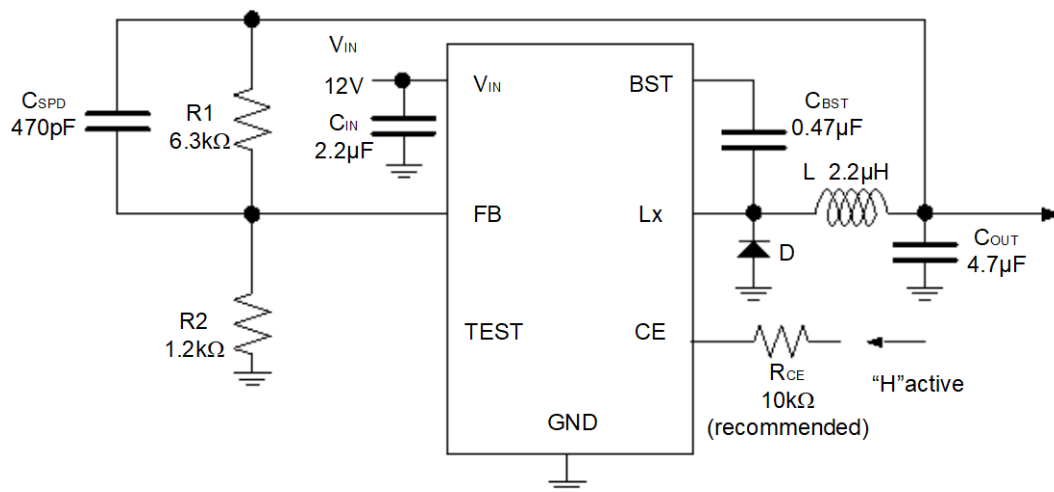 VIN
12V
CSPD
470pF
R1
6.3kΩ
CIN
2.2µF
VIN
BST
CBST
0.47µF
L 2.2µH
FB
Lx
D
COUT
4.7µF
R2
1.2kΩ
TEST
CE
RCE
10kΩ
(recommended)
“H”active
GND